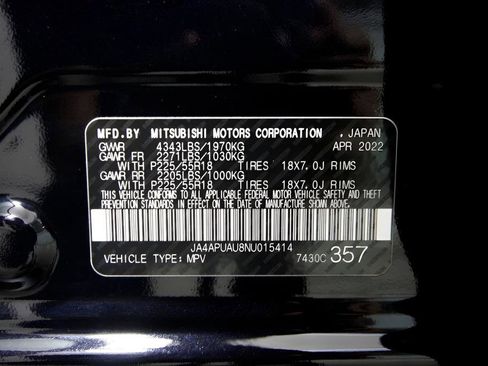 MFD.BY MITSUBISHI MOTORS CORPORATION , JAPAN
GVWR 4343LBS/1970KG APR 2022
GAWR FR 2271LBS/1030KG
WITH P225/55R18 TIRES 18X7.0J RIMS
GAWR RR 2205LBS/1000KG
WITH P225/55R18 TIRES 18X7.0J RIMS
THIS VEHICLE CONFORMS TO ALL APPLICABLE FEDERAL MOTOR VEHICLE SAFETY, BUMPER, AND THEFT
PREVENTION STANDARDS IN EFFECT ON THE DATE OF MANUFACTURE SHOWN ABOVE.
JA4APUAU8NU015414
VEHICLE TYPE: MPV 7430C 357